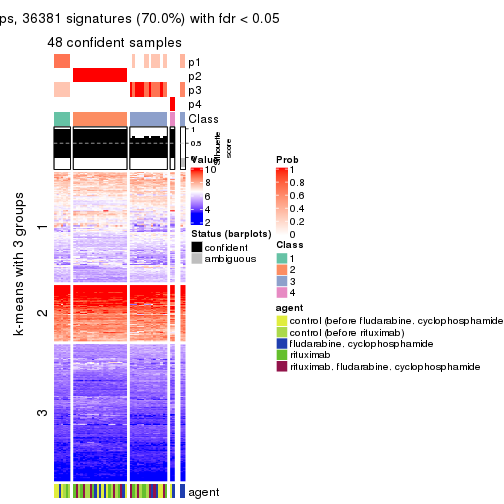 ps, 36381 signatures (70.0%) with fdr < 0.05
48 confident samples
p1
p2
p3
p4
Class
1
0.5
0
Silhouette
score
k-means with 3 groups
1
2
3
Value
10
8
6
4
2
Status (barplots)
confident
ambiguous
Prob
1
0.8
0.6
0.4
0.2
0
Class
1
2
3
4
agent
control (before fludarabine. cyclophosphamide
control (before rituximab)
fludarabine. cyclophosphamide
rituximab
rituximab. fludarabine. cyclophosphamide
agent